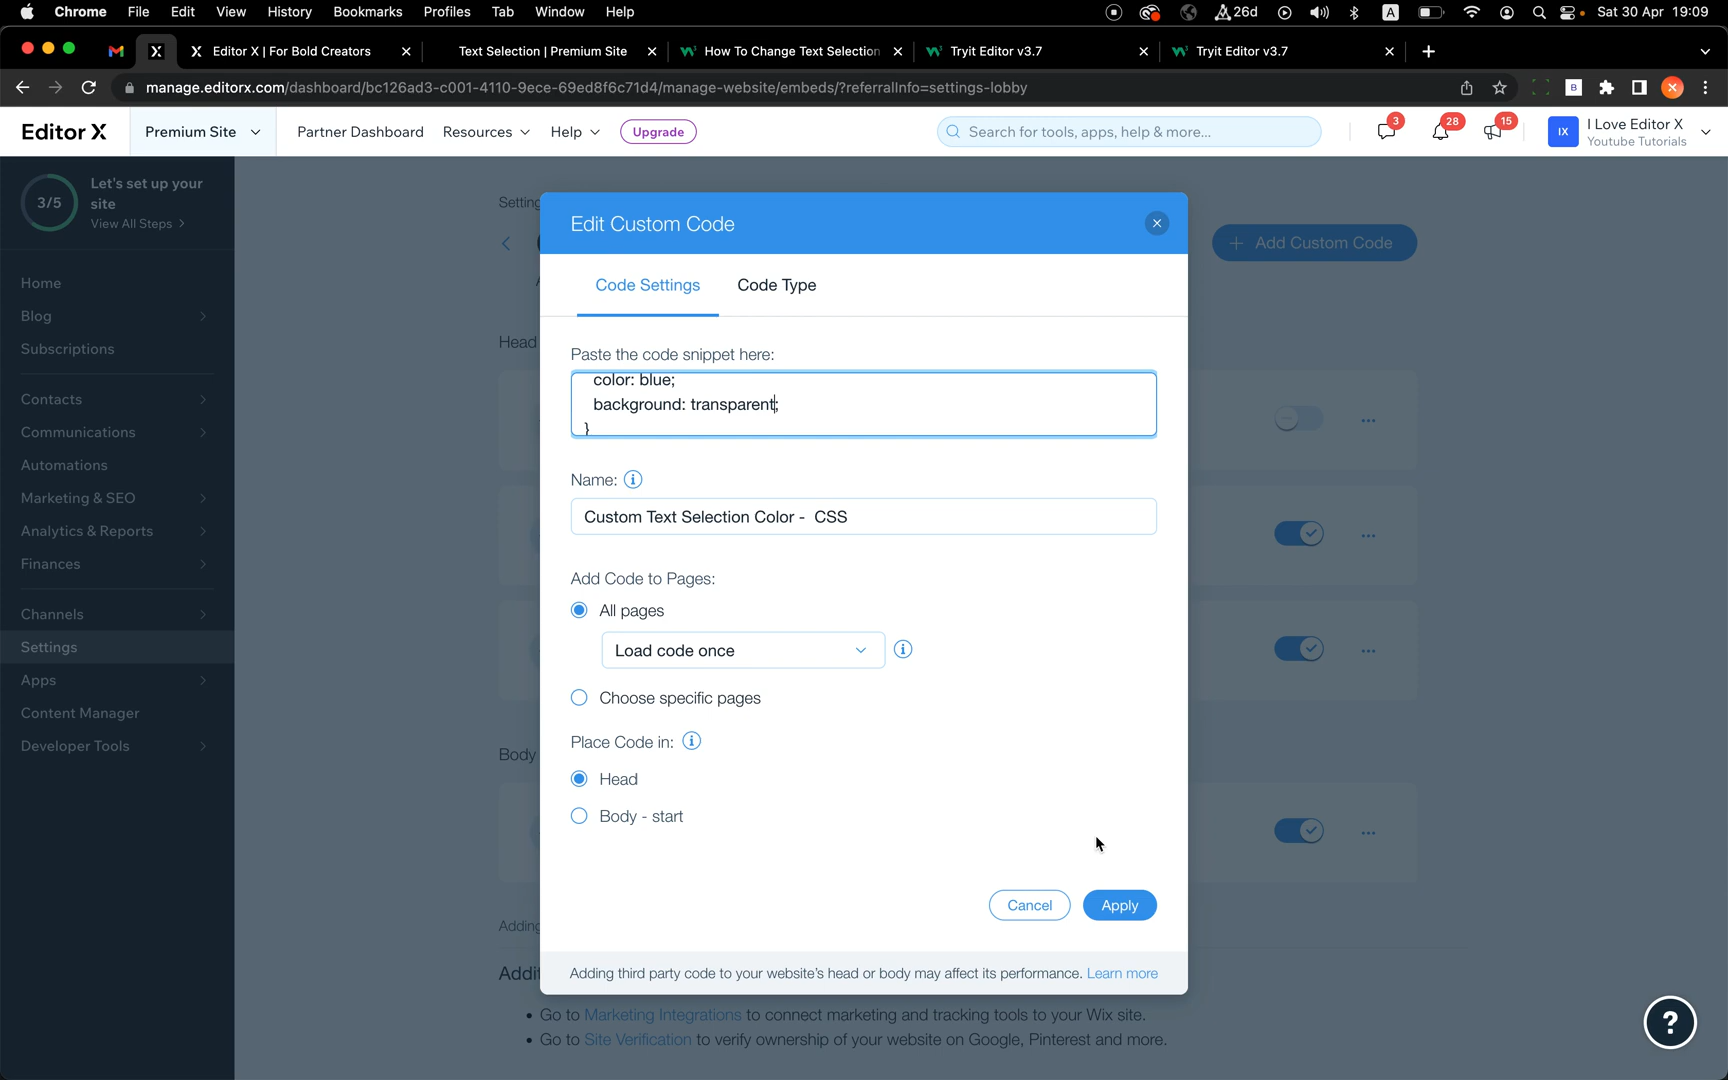 Chrome File Edit View History Bookmarks Profiles Tab Window Help
A 26d A Sat 30 Apr 19:09
X Editor X | For Bold Creators Text Selection | Premium Site How To Change Text Selection Tryit Editor v3.7 Tryit Editor v3.7
manage.editorx.com/dashboard/bc126ad3-c001-4110-9ece-69ed8f6c71d4/manage-website/embeds/?referralInfo=settings-lobby
Editor X Premium Site Partner Dashboard Resources Help Upgrade Search for tools, apps, help & more... 3 28 15 IX I Love Editor X
Youtube Tutorials
3/5 Let's set up your
site
View All Steps
Home
Blog
Subscriptions
Contacts
Communications
Automations
Marketing & SEO
Analytics & Reports
Finances
Channels
Settings
Apps
Content Manager
Developer Tools
Setting
+ Add Custom Code
Head
Body
Adding
Addit
Edit Custom Code
Code Settings Code Type
Paste the code snippet here:
color: blue;
background: transparent;
}
Name:
Custom Text Selection Color - CSS
Add Code to Pages:
All pages
Load code once
Choose specific pages
Place Code in:
Head
Body - start
Cancel Apply
Adding third party code to your website's head or body may affect its performance. Learn more
• Go to Marketing Integrations to connect marketing and tracking tools to your Wix site.
• Go to Site Verification to verify ownership of your website on Google, Pinterest and more.
?